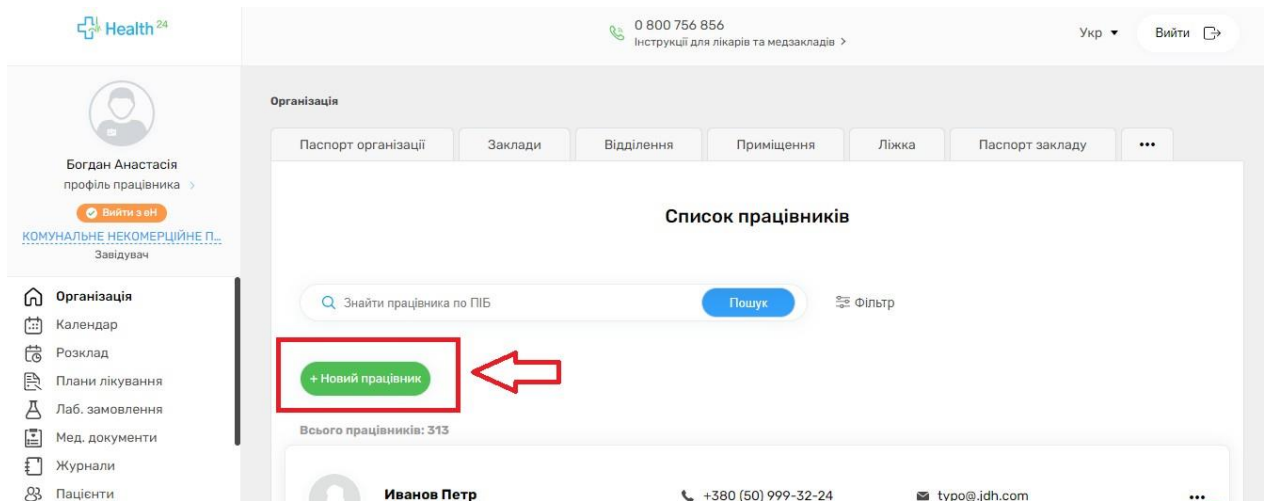 Health 24
0 800 756 856
Інструкції для лікарів та медзакладів >
Укр
Вийти
Богдан Анастасія
профіль працівника >
Вийти з еН
КОМУНАЛЬНЕ НЕКОМЕРЦІЙНЕ П...
Завідувач
Організація
Календар
Розклад
Плани лікування
Лаб. замовлення
Мед. документи
Журнали
Пацієнти
Організація
Паспорт організації
Заклади
Відділення
Приміщення
Ліжка
Паспорт закладу
•••
Список працівників
Знайти працівника по ПІБ
Пошук
Фільтр
+ Новий працівник
Всього працівників: 313
Иванов Петр
+380 (50) 999-32-24
typo@.jdh.com
•••